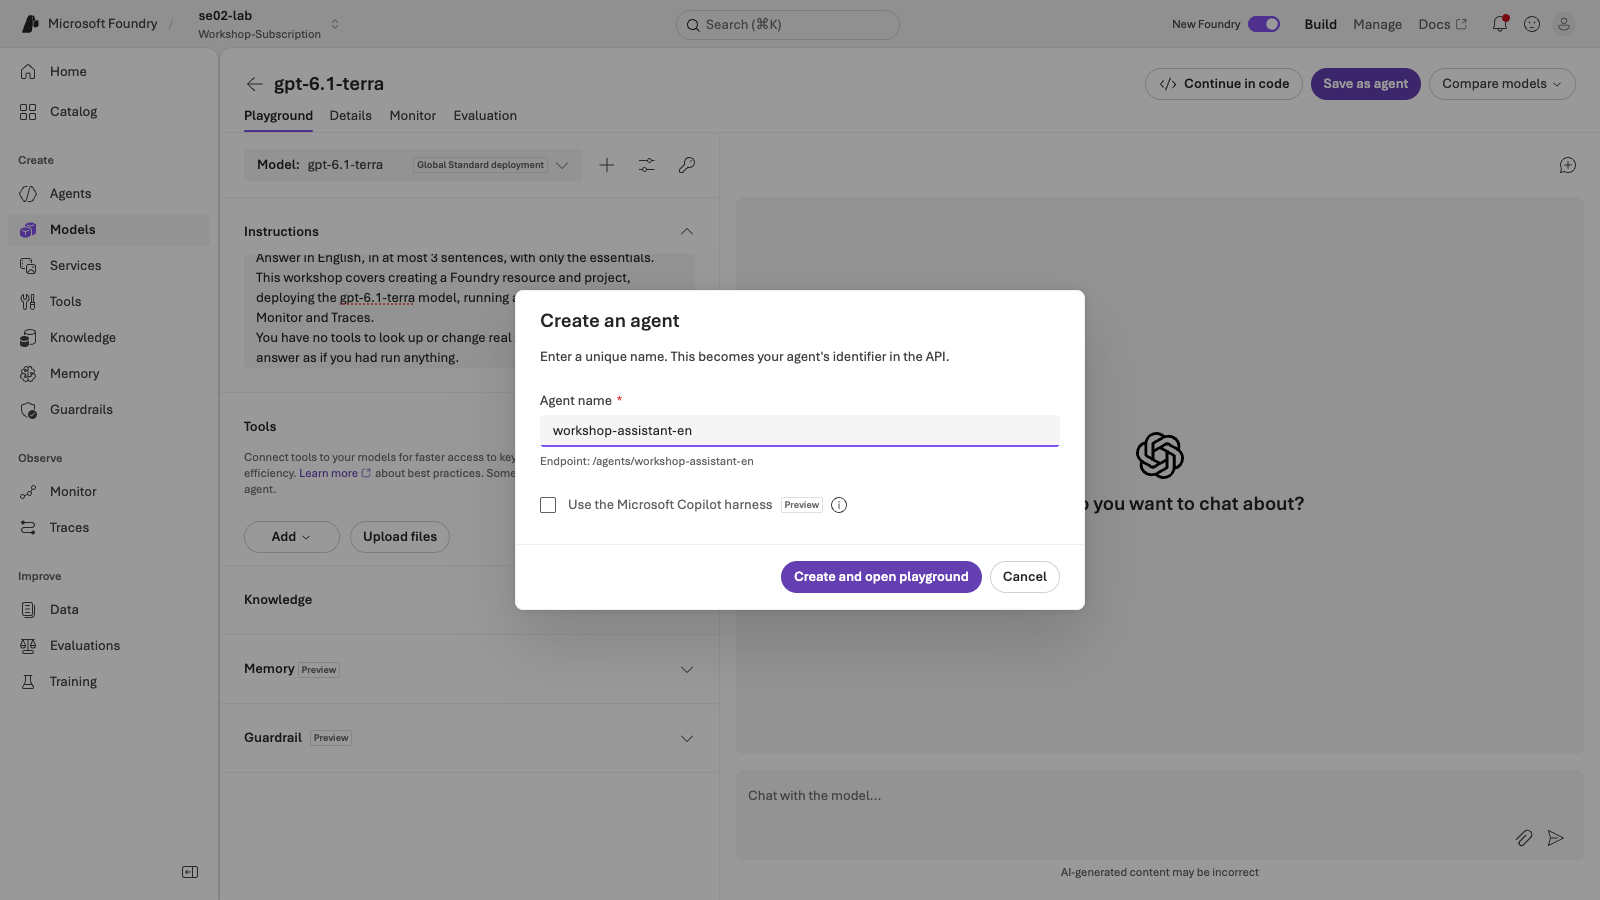 Microsoft Foundry
/
se02-lab
Workshop-Subscription
Search (⌘K)
New Foundry
Build
Manage
Docs
Home
Catalog
Create
Agents
Models
Services
Tools
Knowledge
Memory
Guardrails
Observe
Monitor
Traces
Improve
Data
Evaluations
Training
gpt-6.1-terra
Continue in code
Save as agent
Compare models
Playground
Details
Monitor
Evaluation
Model: gpt-6.1-terra
Global Standard deployment
Instructions
Answer in English, in at most 3 sentences, with only the essentials.
This workshop covers creating a Foundry resource and project,
deploying the gpt-6.1-terra model, running
Monitor and Traces.
You have no tools to look up or change real
answer as if you had run anything.
Tools
Connect tools to your models for faster access to key
efficiency. Learn more about best practices. Some
agent.
Add
Upload files
Knowledge
Memory Preview
Guardrail Preview
Create an agent
Enter a unique name. This becomes your agent's identifier in the API.
Agent name *
workshop-assistant-en
Endpoint: /agents/workshop-assistant-en
Use the Microsoft Copilot harness Preview
Create and open playground
Cancel
you want to chat about?
Chat with the model...
AI-generated content may be incorrect